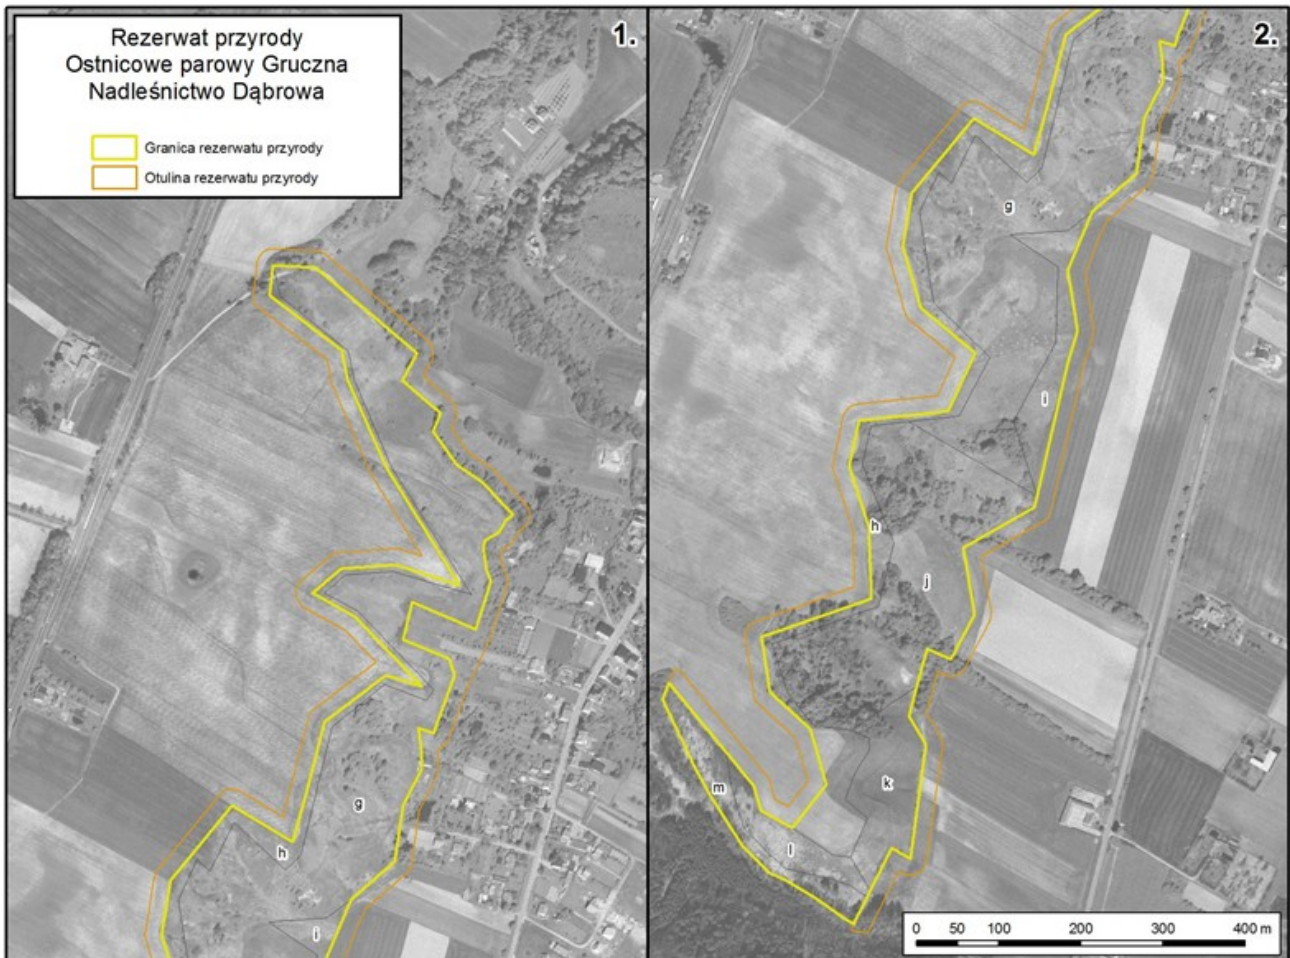 Rezerwat przyrody
Ostnicowe parowy Gruczna
Nadleśnictwo Dąbrowa
Granica rezerwatu przyrody
Otulina rezerwatu przyrody
1.
g
h
i
2.
g
i
h
j
k
m
l
0 50 100 200 300 400 m